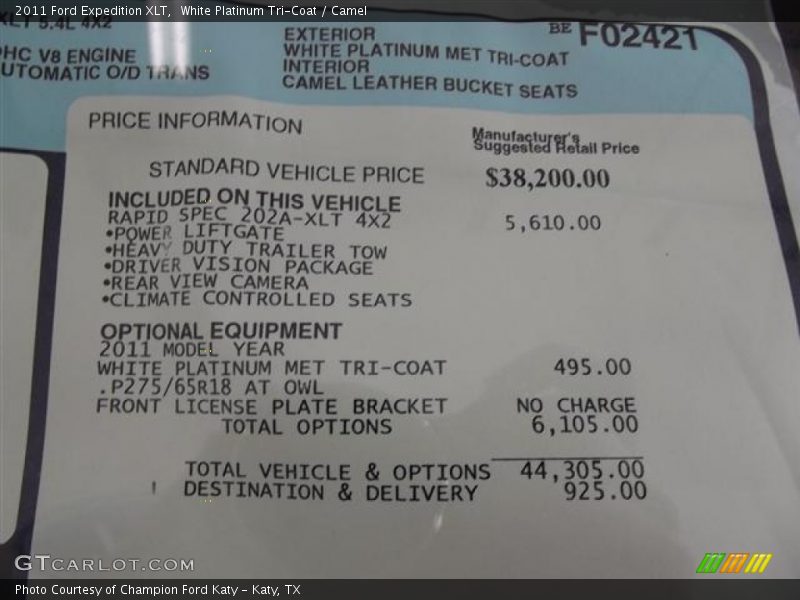 2011 Ford Expedition XLT, White Platinum Tri-Coat / Camel
XLT 5.4L 4X2
OHC V8 ENGINE
AUTOMATIC O/D TRANS
EXTERIOR
WHITE PLATINUM MET TRI-COAT
INTERIOR
CAMEL LEATHER BUCKET SEATS
BE F02421
PRICE INFORMATION
Manufacturer's
Suggested Retail Price
STANDARD VEHICLE PRICE $38,200.00
INCLUDED ON THIS VEHICLE
RAPID SPEC 202A-XLT 4X2 5,610.00
•POWER LIFTGATE
•HEAVY DUTY TRAILER TOW
•DRIVER VISION PACKAGE
•REAR VIEW CAMERA
•CLIMATE CONTROLLED SEATS
OPTIONAL EQUIPMENT
2011 MODEL YEAR
WHITE PLATINUM MET TRI-COAT 495.00
.P275/65R18 AT OWL
FRONT LICENSE PLATE BRACKET NO CHARGE
TOTAL OPTIONS 6,105.00
TOTAL VEHICLE & OPTIONS 44,305.00
DESTINATION & DELIVERY 925.00
GTCARLOT.COM
Photo Courtesy of Champion Ford Katy - Katy, TX